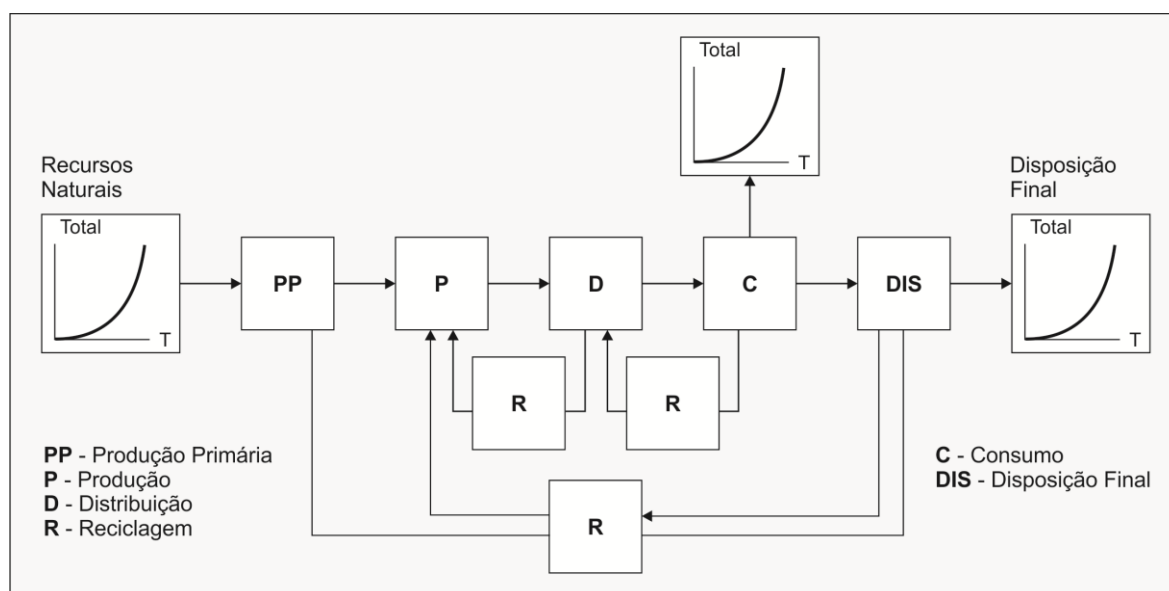 Total
T
Recursos
Naturais
Total
T
Disposição
Final
Total
T
PP
P
D
C
DIS
R
R
PP - Produção Primária
P - Produção
D - Distribuição
R - Reciclagem
C - Consumo
DIS - Disposição Final
R